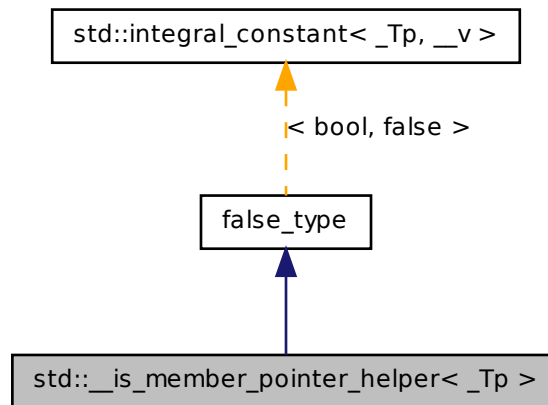 std::integral_constant< _Tp, __v >
< bool, false >
false_type
std::__is_member_pointer_helper< _Tp >